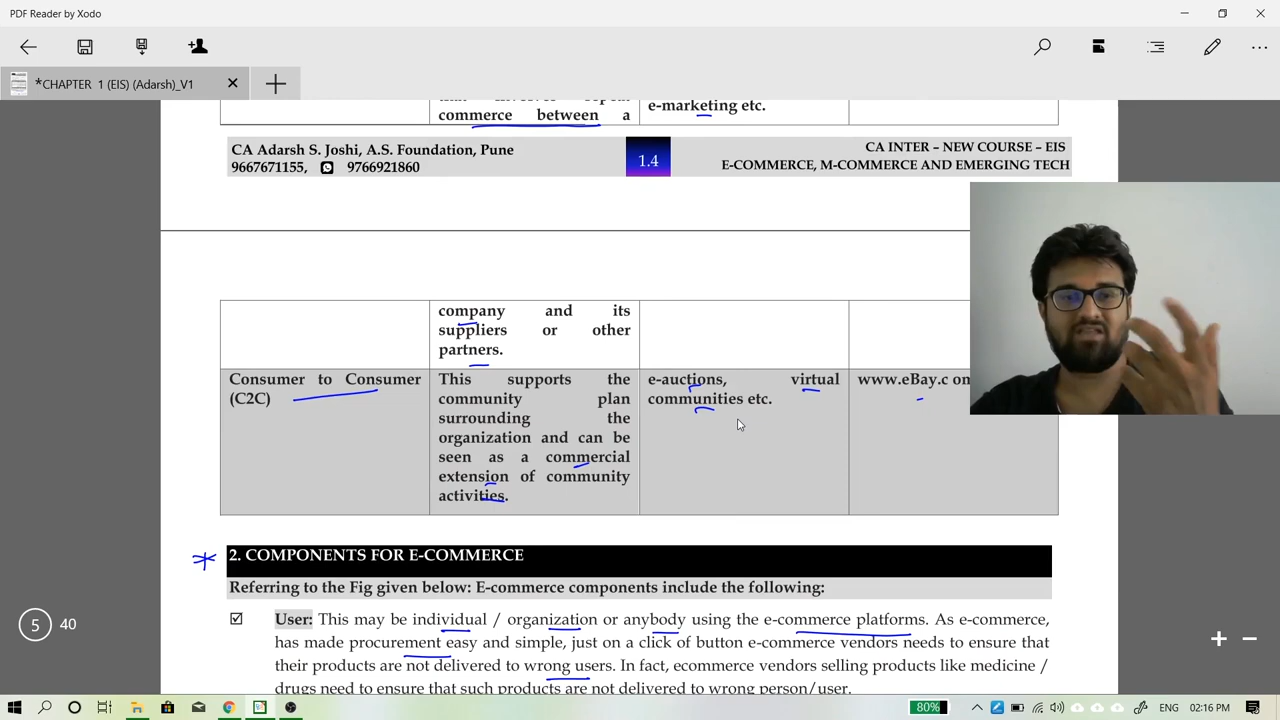 PDF Reader by Xodo
*CHAPTER 1 (EIS) (Adarsh)_V1
commerce between a
e-marketing etc.
CA Adarsh S. Joshi, A.S. Foundation, Pune
9667671155, 9766921860
1.4
CA INTER – NEW COURSE – EIS
E-COMMERCE, M-COMMERCE AND EMERGING TECH
company and its
suppliers or other
partners.
Consumer to Consumer
(C2C)
This supports the
community plan
surrounding the
organization and can be
seen as a commercial
extension of community
activities.
e-auctions, virtual
communities etc.
www.eBay.c om
2. COMPONENTS FOR E-COMMERCE
Referring to the Fig given below: E-commerce components include the following:
User: This may be individual / organization or anybody using the e-commerce platforms. As e-commerce,
has made procurement easy and simple, just on a click of button e-commerce vendors needs to ensure that
their products are not delivered to wrong users. In fact, ecommerce vendors selling products like medicine /
drugs need to ensure that such products are not delivered to wrong person/user.
5 40
80%
ENG 02:16 PM